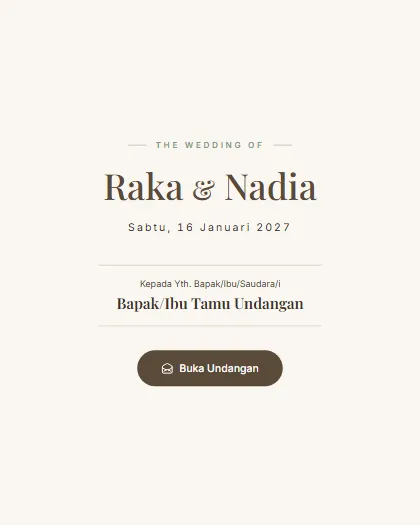 THE WEDDING OF
Raka & Nadia
Sabtu, 16 Januari 2027
Kepada Yth. Bapak/Ibu/Saudara/i
Bapak/Ibu Tamu Undangan
Buka Undangan